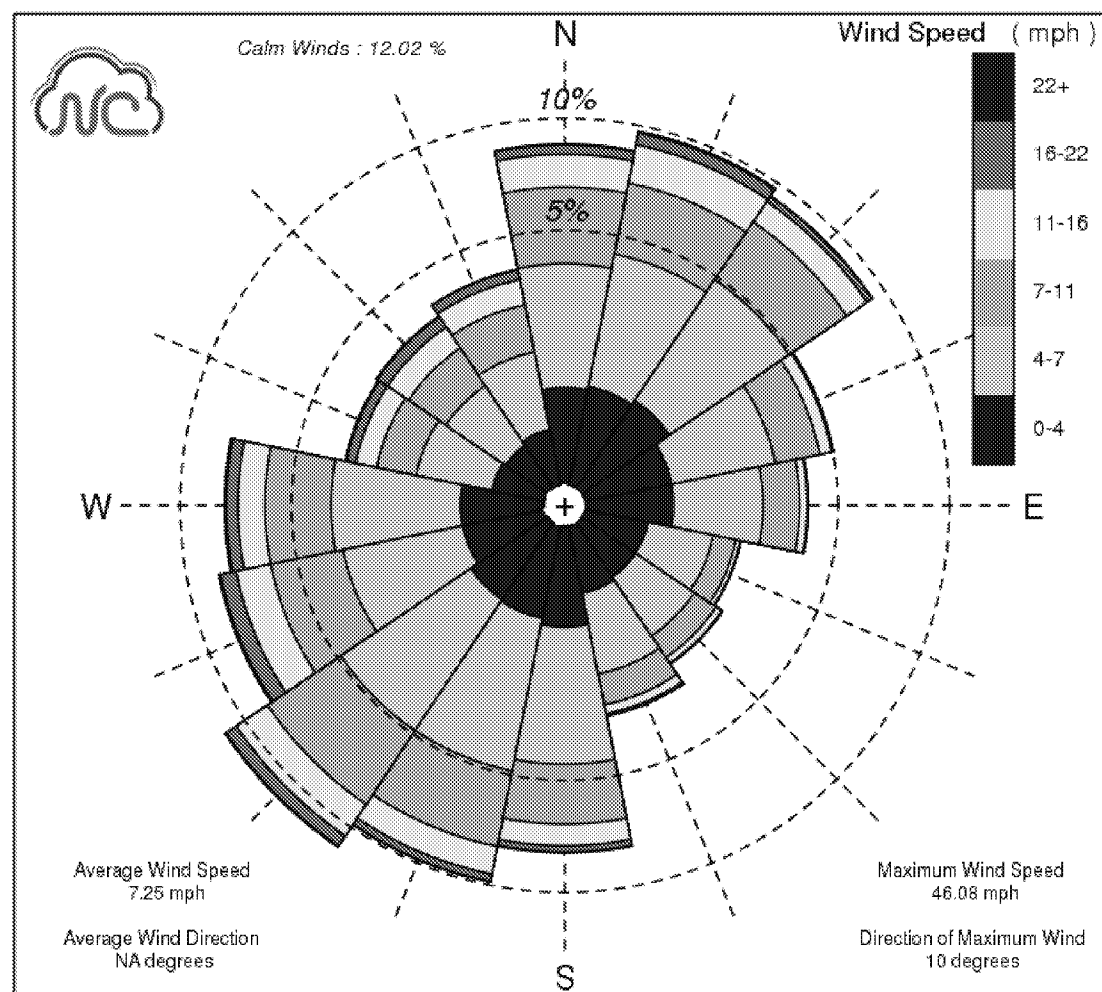 Calm Winds : 12.02 %
N
Wind Speed ( mph )
NC
10%
22+
16-22
5%
11-16
7-11
4-7
0-4
W
E
Average Wind Speed
7.25 mph
Maximum Wind Speed
46.08 mph
Average Wind Direction
NA degrees
Direction of Maximum Wind
10 degrees
S